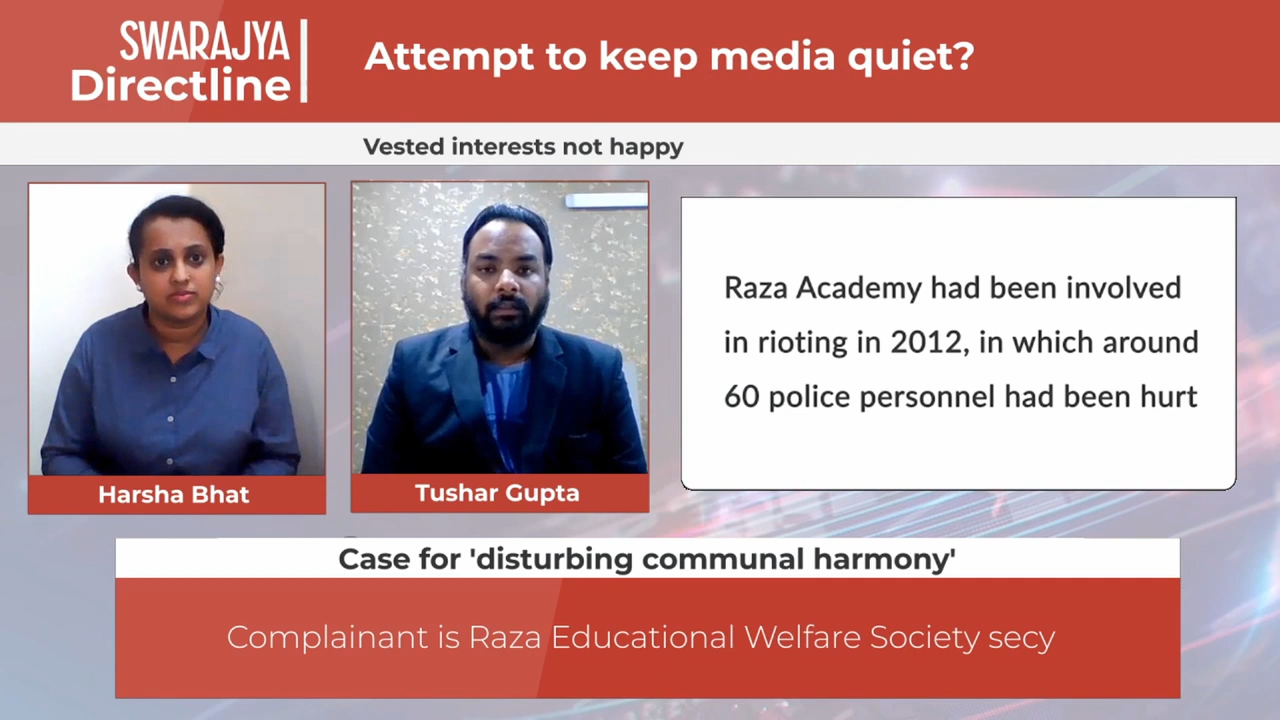 SWARAJYA
Directline
Attempt to keep media quiet?
Vested interests not happy
Harsha Bhat
Tushar Gupta
Raza Academy had been involved
in rioting in 2012, in which around
60 police personnel had been hurt
Case for 'disturbing communal harmony'
Complainant is Raza Educational Welfare Society secy